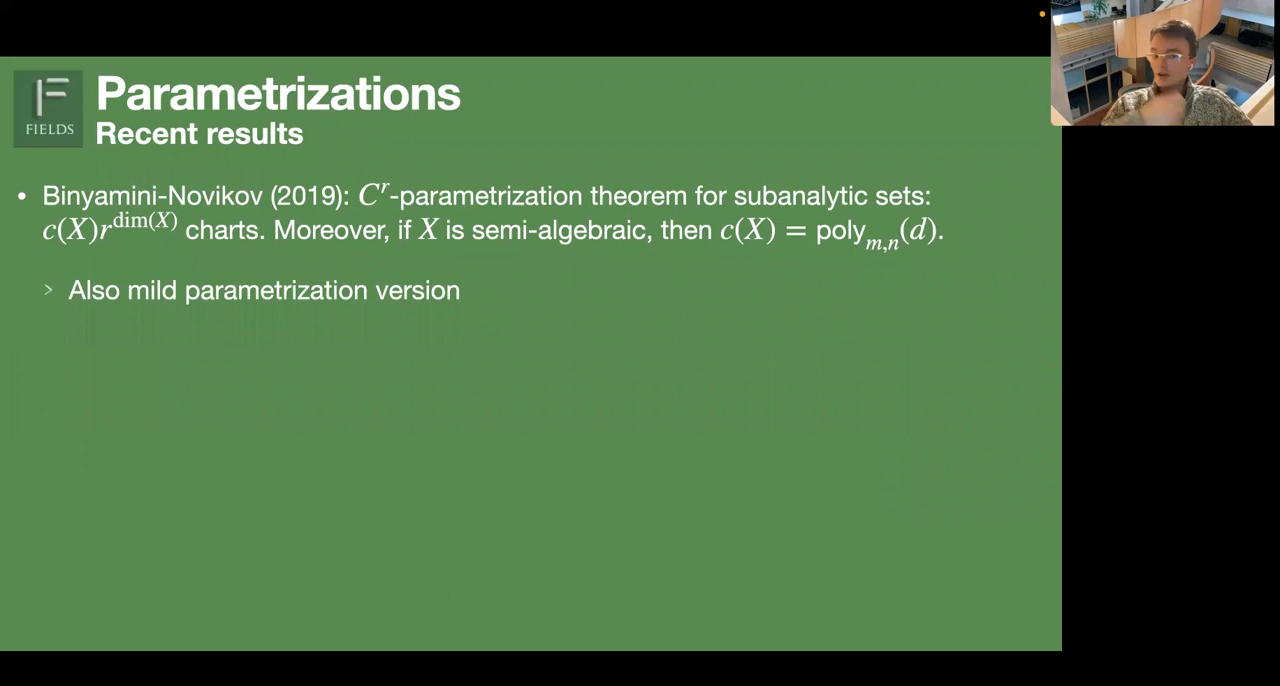 FIELDS
Parametrizations
Recent results
• Binyamini-Novikov (2019): C^r-parametrization theorem for subanalytic sets:
c(X)r^{dim(X)} charts. Moreover, if X is semi-algebraic, then c(X) = poly_{m,n}(d).
> Also mild parametrization version